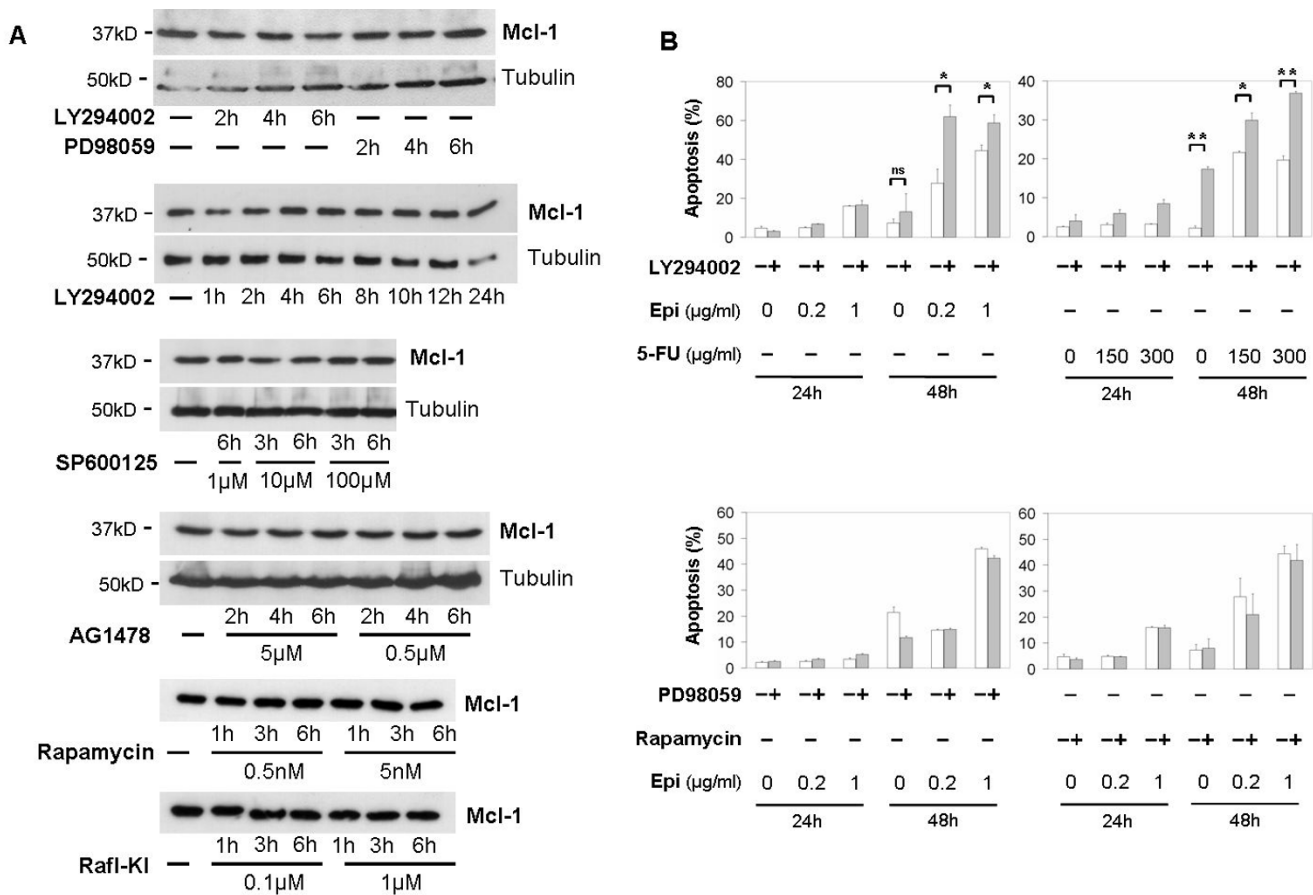 A
37kD – Mcl-1
50kD – Tubulin
LY294002 – 2h 4h 6h – – –
PD98059 – – – – 2h 4h 6h
37kD – Mcl-1
50kD – Tubulin
LY294002 – 1h 2h 4h 6h 8h 10h 12h 24h
37kD – Mcl-1
50kD – Tubulin
6h 3h 6h 3h 6h
SP600125 – 1µM 10µM 100µM
37kD – Mcl-1
50kD – Tubulin
2h 4h 6h 2h 4h 6h
AG1478 –
5µM 0.5µM
Mcl-1
1h 3h 6h 1h 3h 6h
Rapamycin –
0.5nM 5nM
Mcl-1
1h 3h 6h 1h 3h 6h
RafI-KI –
0.1µM 1µM
B
Apoptosis (%)
80
60
40
20
0
ns * *
50
40
30
20
10
0
** * **
LY294002 –+ –+ –+ –+ –+ –+ –+ –+ –+ –+ –+ –+
Epi (µg/ml) 0 0.2 1 0 0.2 1 – – – – – –
5-FU (µg/ml) – – – – – – 0 150 300 0 150 300
24h 48h 24h 48h
Apoptosis (%)
60
50
40
30
20
10
0
60
50
40
30
20
10
0
PD98059 –+ –+ –+ –+ –+ –+ – – – – – –
Rapamycin – – – – – – –+ –+ –+ –+ –+ –+
Epi (µg/ml) 0 0.2 1 0 0.2 1 0 0.2 1 0 0.2 1
24h 48h 24h 48h